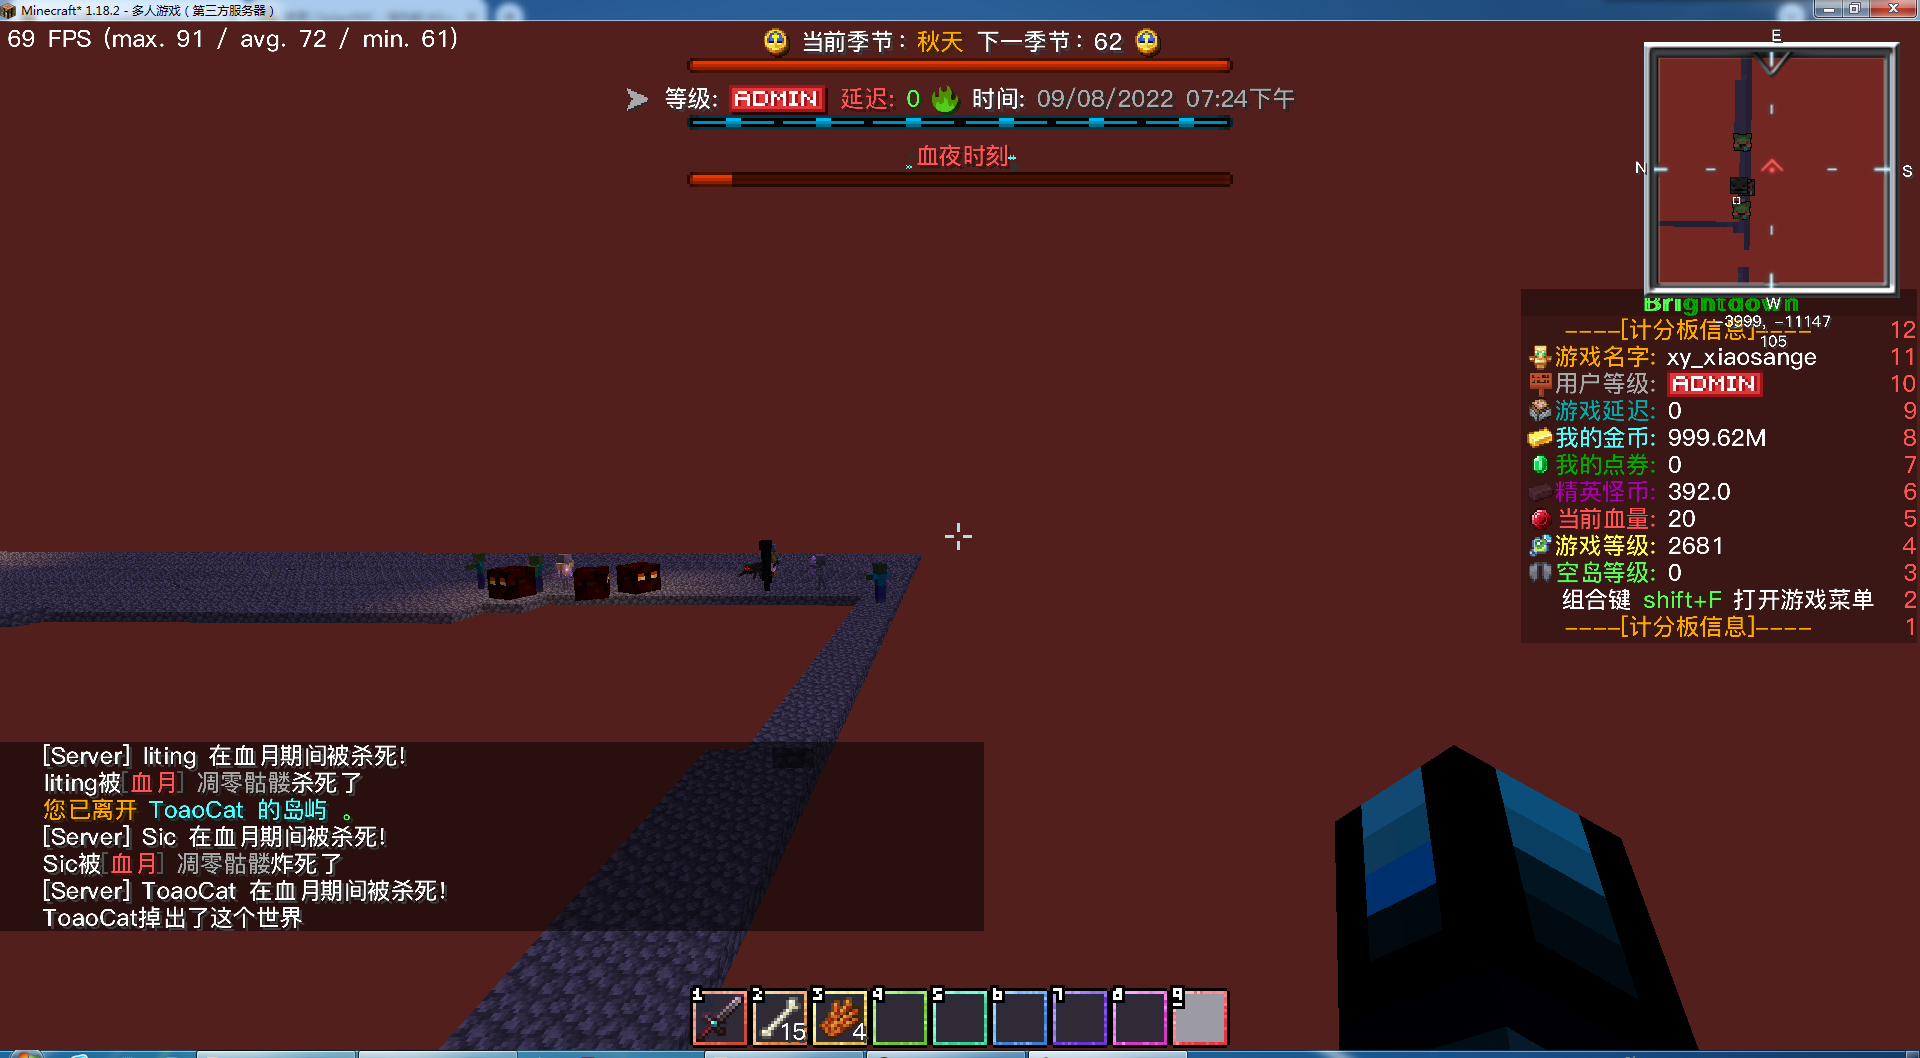 Minecraft* 1.18.2 - 多人游戏（第三方服务器）
69 FPS (max. 91 / avg. 72 / min. 61)
当前季节：秋天 下一季节：62
等级: ADMIN 延迟: 0 时间: 09/08/2022 07:24下午
血夜时刻
E
N
S
W
Brightdown
-3999, -11147
105
----[计分板信息]---- 12
游戏名字: xy_xiaosange 11
用户等级: ADMIN 10
游戏延迟: 0 9
我的金币: 999.62M 8
我的点券: 0 7
精英怪币: 392.0 6
当前血量: 20 5
游戏等级: 2681 4
空岛等级: 0 3
组合键 shift+F 打开游戏菜单 2
----[计分板信息]---- 1
[Server] liting 在血月期间被杀死!
liting被[血月] 凋零骷髅杀死了
您已离开 ToaoCat 的岛屿 。
[Server] Sic 在血月期间被杀死!
Sic被[血月] 凋零骷髅炸死了
[Server] ToaoCat 在血月期间被杀死!
ToaoCat掉出了这个世界
1 2 3 4 5 6 7 8 9
15 4